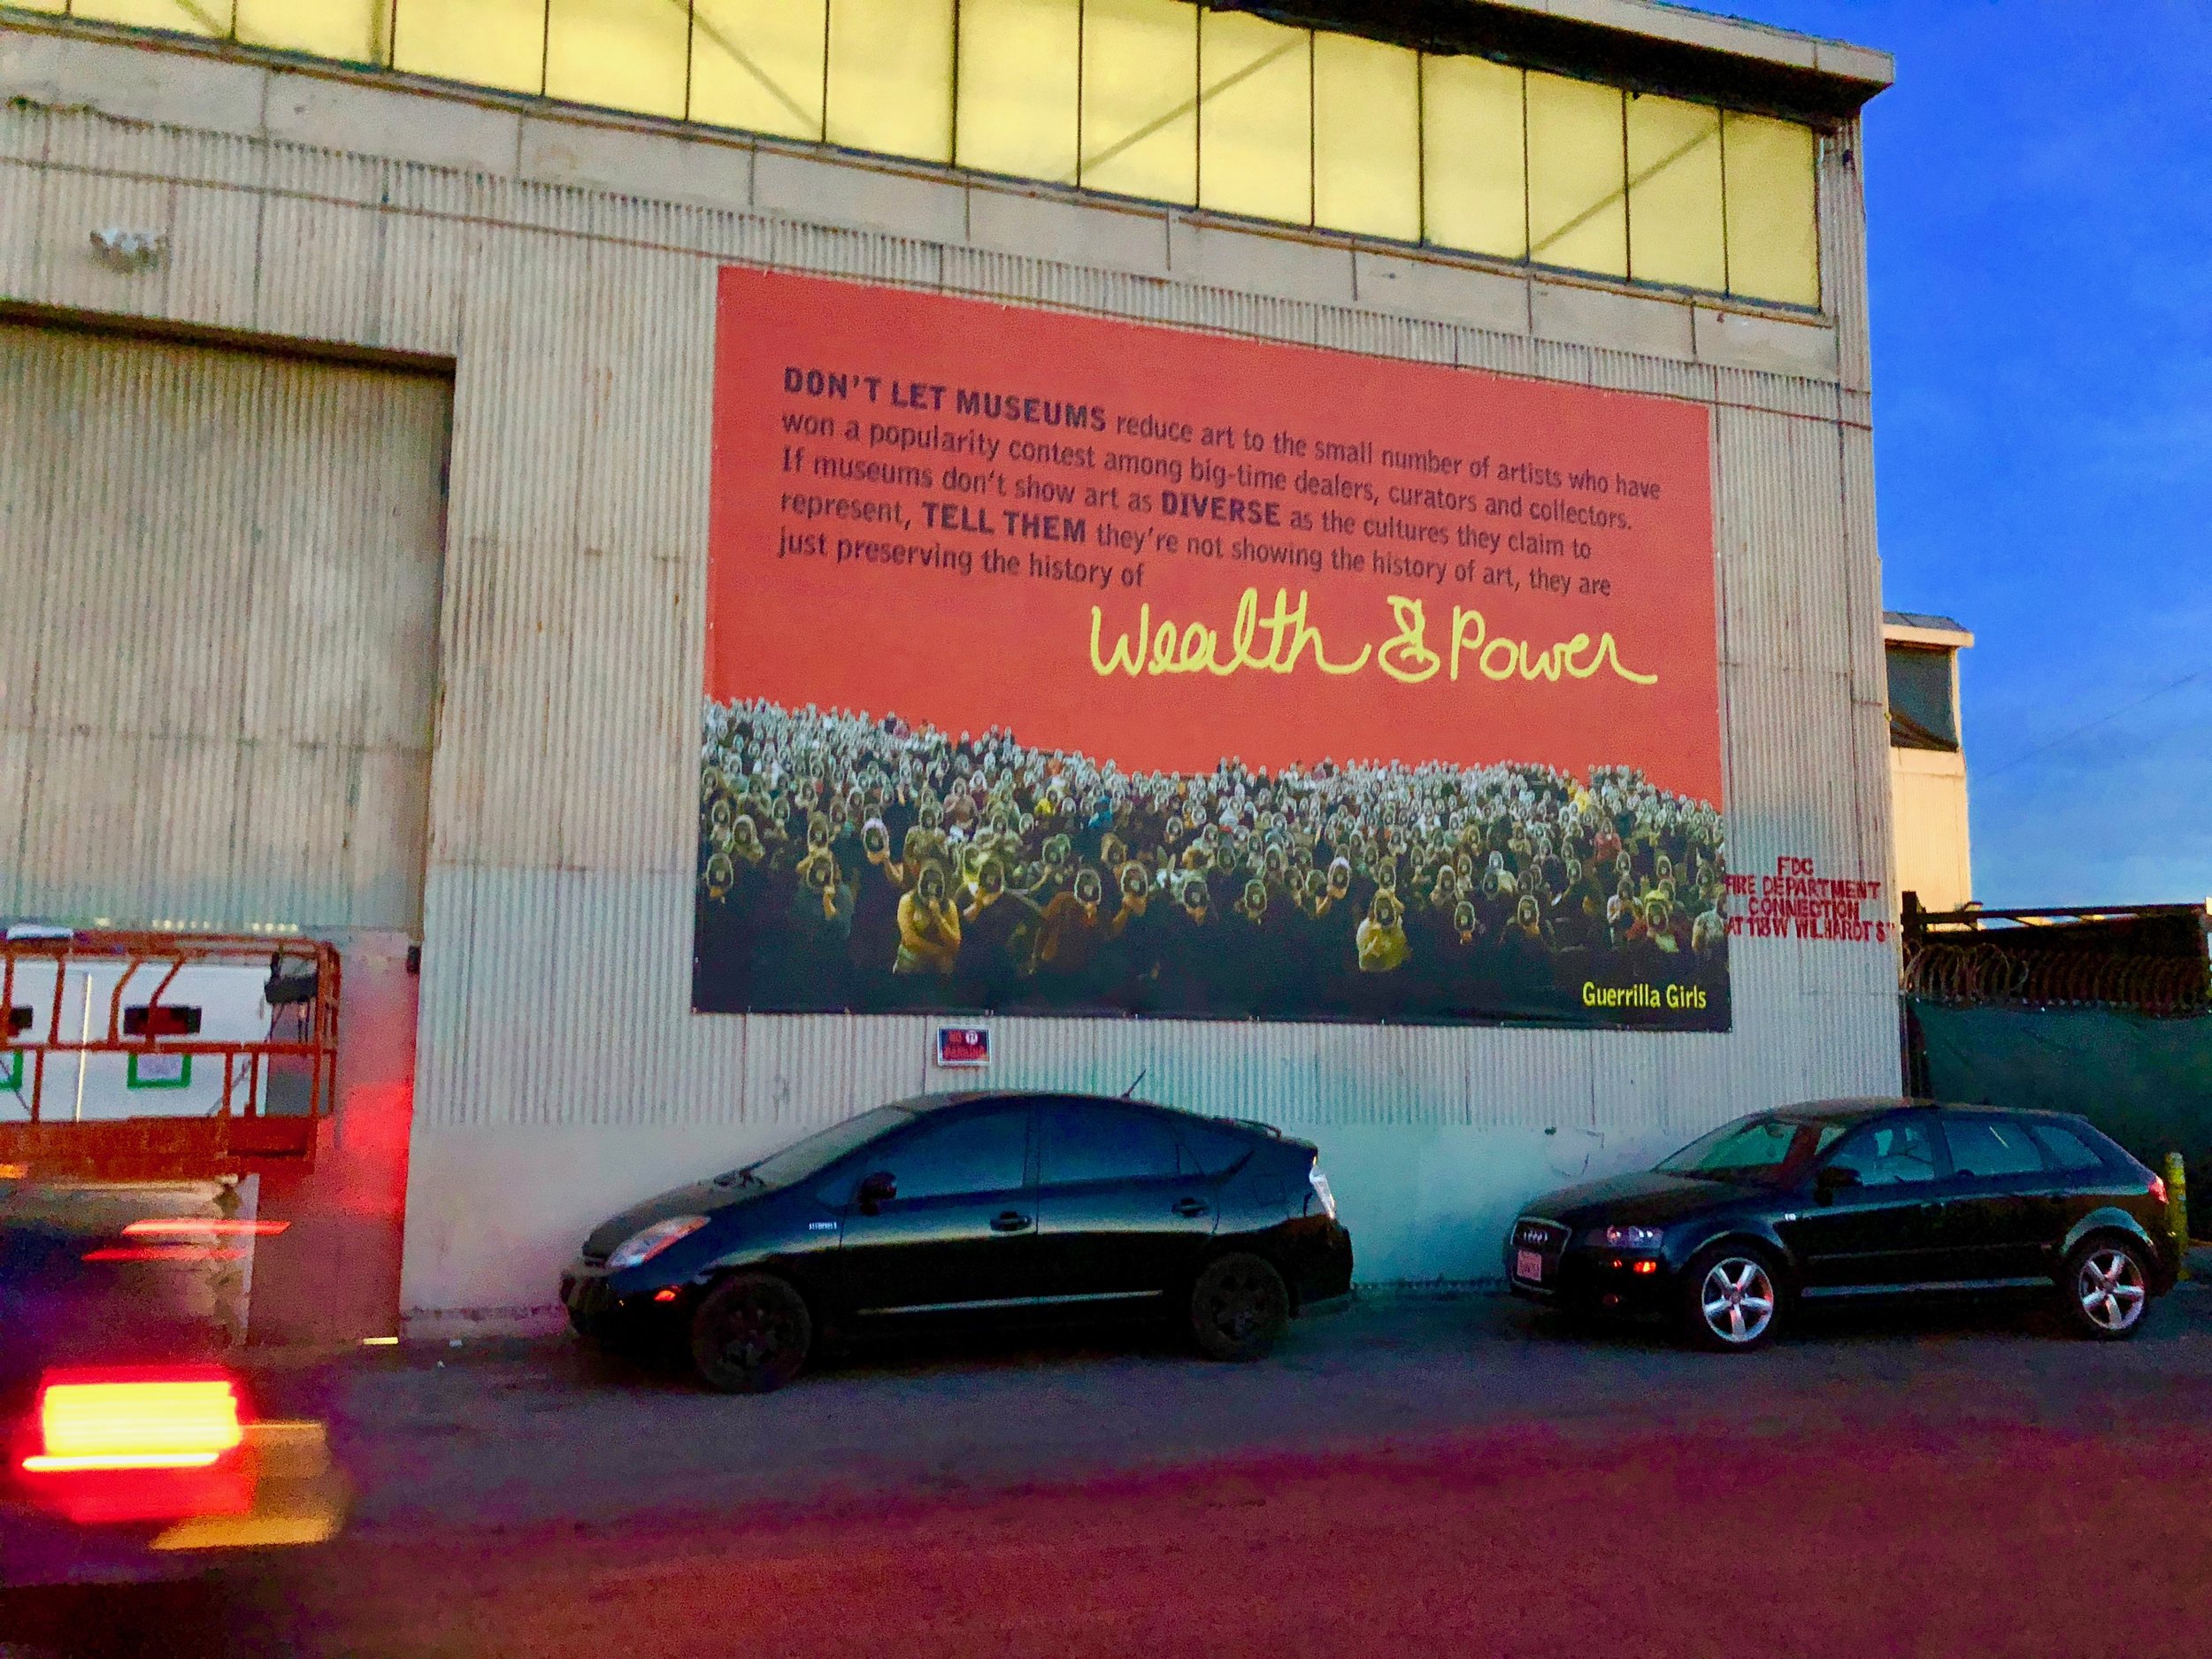 DON'T LET MUSEUMS reduce art to the small number of artists who have
won a popularity contest among big-time dealers, curators and collectors.
If museums don't show art as DIVERSE as the cultures they claim to
represent, TELL THEM they're not showing the history of art, they are
just preserving the history of
Wealth & Power
Guerrilla Girls
FDC
FIRE DEPARTMENT
CONNECTION
NO P
PARKING